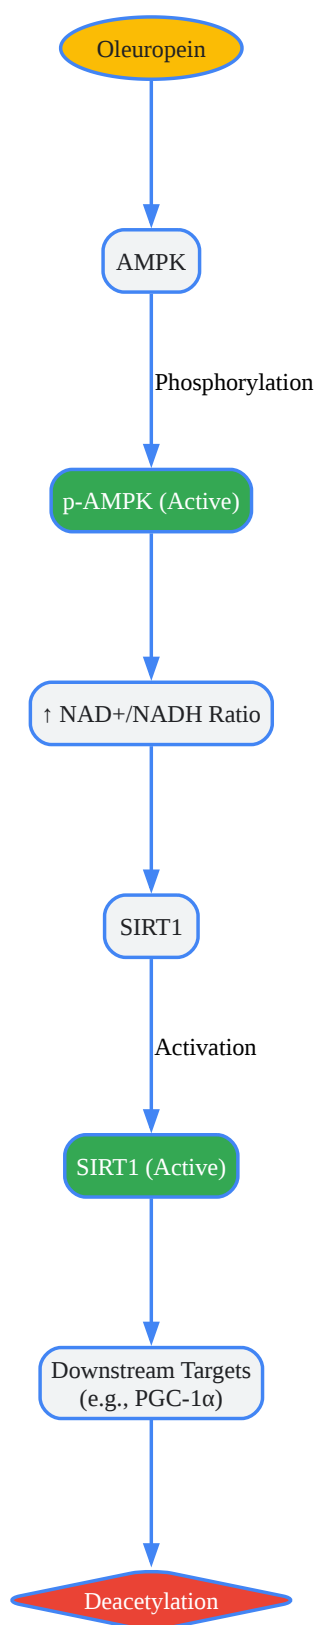 Oleuropein
AMPK
Phosphorylation
p-AMPK (Active)
↑ NAD+/NADH Ratio
SIRT1
Activation
SIRT1 (Active)
Downstream Targets
(e.g., PGC-1α)
Deacetylation